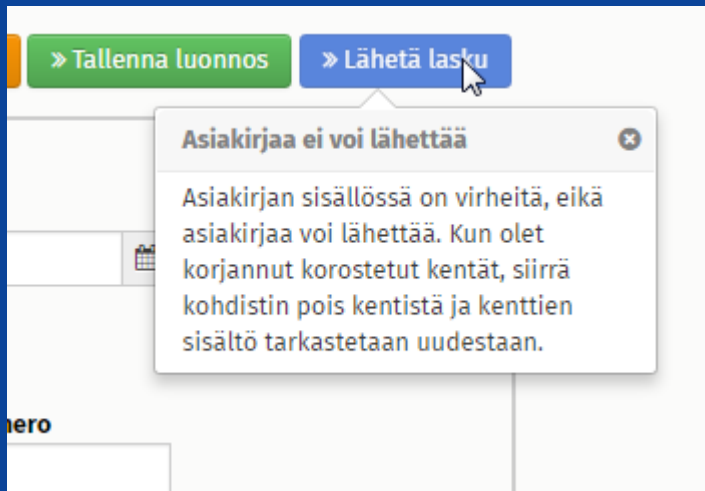 » Tallenna luonnos
» Lähetä lasku
Asiakirjaa ei voi lähettää
Asiakirjan sisällössä on virheitä, eikä
asiakirjaa voi lähettää. Kun olet
korjannut korostetut kentät, siirrä
kohdistin pois kentistä ja kenttien
sisältö tarkastetaan uudestaan.